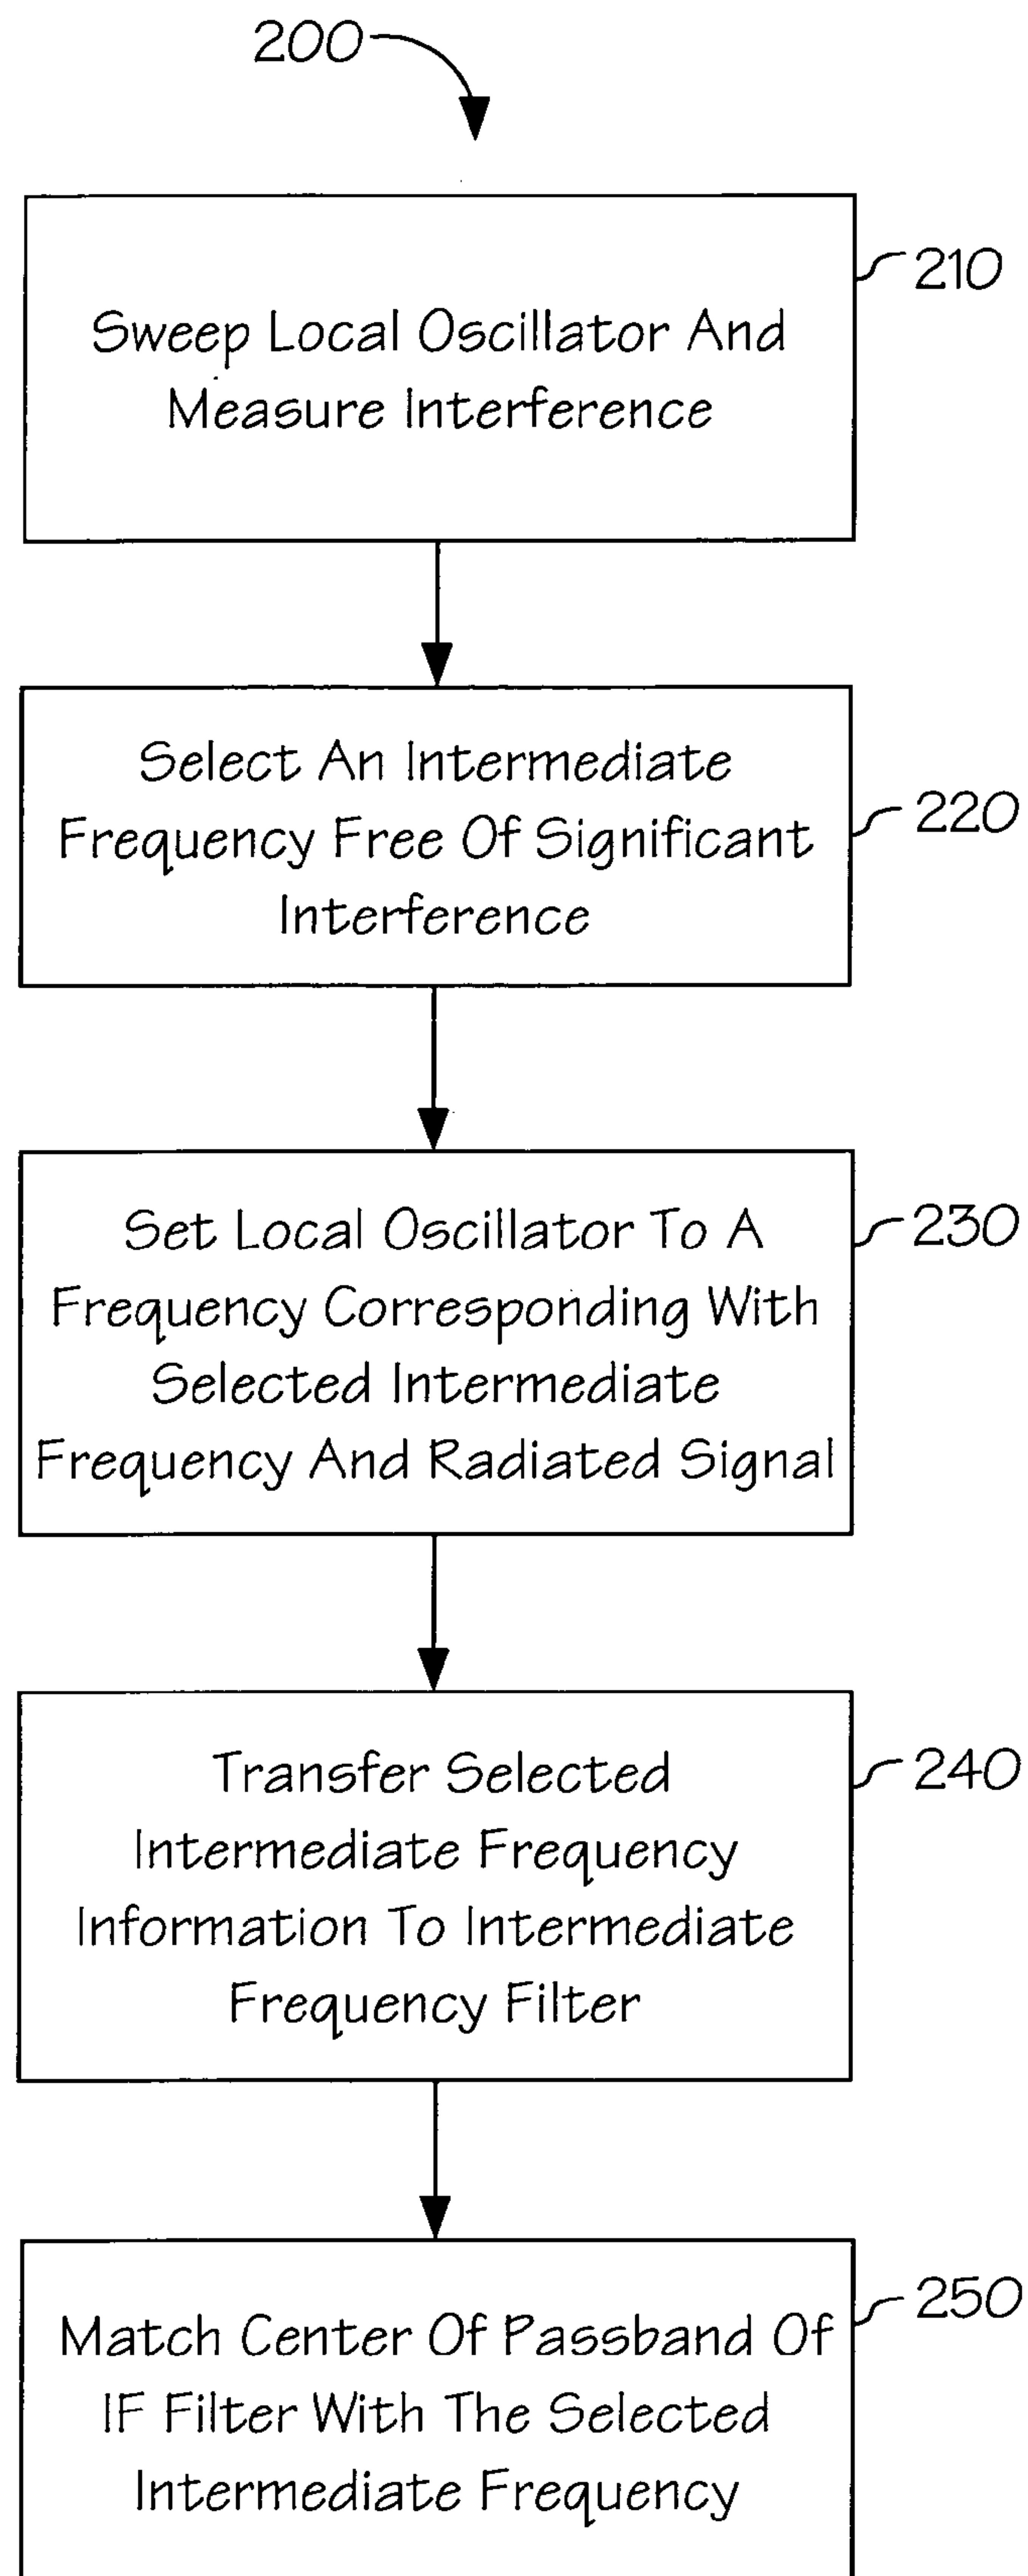 200
210
Sweep Local Oscillator And
Measure Interference
Select An Intermediate
Frequency Free Of Significant
Interference
220
Set Local Oscillator To A
Frequency Corresponding With
Selected Intermediate
Frequency And Radiated Signal
230
Transfer Selected
Intermediate Frequency
Information To Intermediate
Frequency Filter
240
Match Center Of Passband Of
IF Filter With The Selected
Intermediate Frequency
250